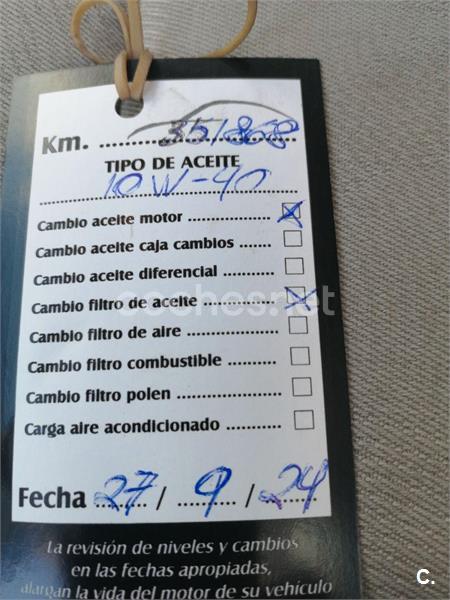 Km. 351868
TIPO DE ACEITE
10W-40
Cambio aceite motor
Cambio aceite caja cambios
Cambio aceite diferencial
Cambio filtro de aceite
Cambio filtro de aire
Cambio filtro combustible
Cambio filtro polen
Carga aire acondicionado
Fecha 27 / 9 / 24
La revisión de niveles y cambios
en las fechas apropiadas,
alargan la vida del motor de su vehículo
coches.net
C.